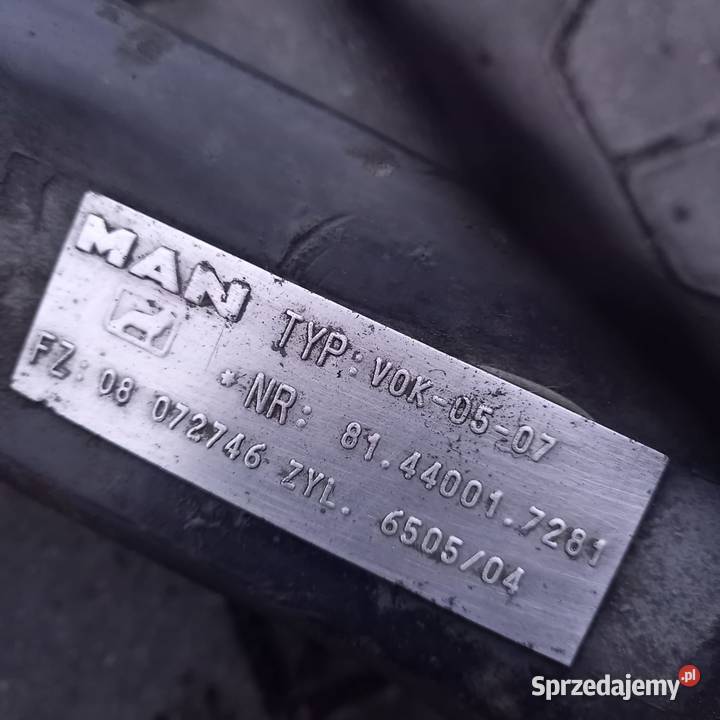 MAN
TYP: VOK-05-07
*NR: 81.44001.7281
FZ: 08 072746 ZYL. 6505/04
Sprzedajemy.pl